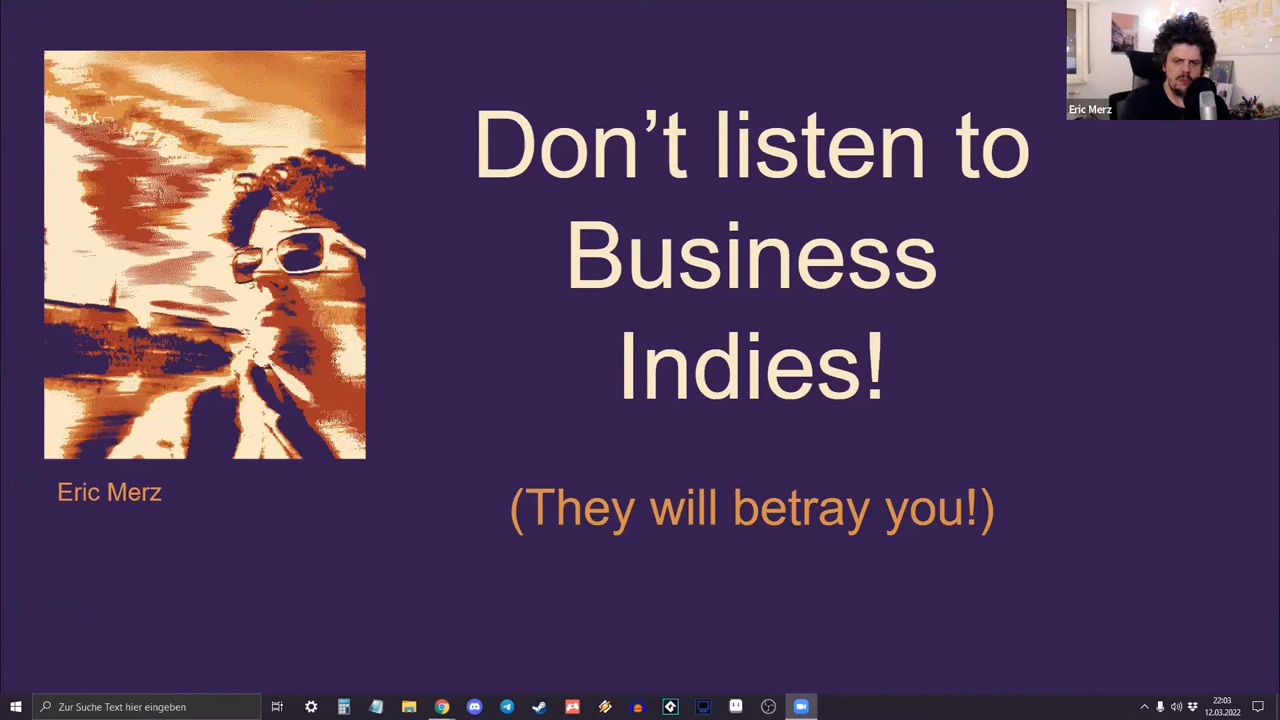 Don’t listen to
Business
Indies!
(They will betray you!)
Eric Merz
Eric Merz
Zur Suche Text hier eingeben
22:03
12.03.2022